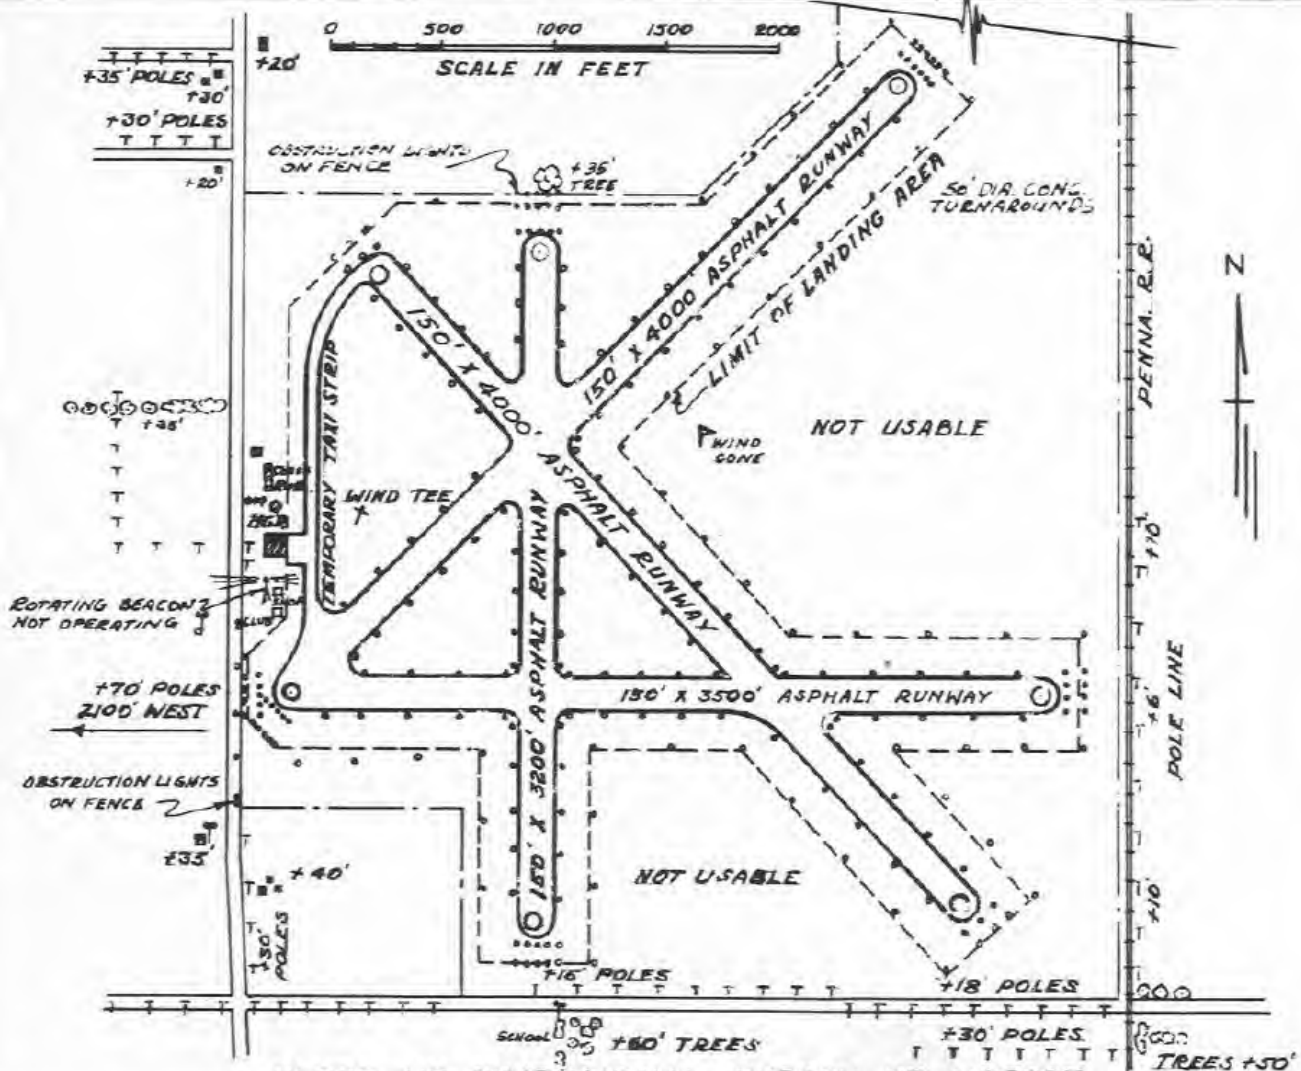 0 500 1000 1500 2000
SCALE IN FEET
+20'
+35' POLES
+30'
+30' POLES
+20'
OBSTRUCTION LIGHTS
ON FENCE
+35'
TREE
50' DIA. CONC.
TURNAROUNDS
150' X 4000 ASPHALT RUNWAY
LIMIT OF LANDING AREA
PENNA. R.R.
N
150' X 4000' ASPHALT RUNWAY
TEMPORARY TAXI STRIP
+35'
NOT USABLE
WIND
CONE
WIND TEE
+70'
ROTATING BEACON
NOT OPERATING
CLUB
+70' POLES
2100' WEST
150' X 3500' ASPHALT RUNWAY
150' X 3200' ASPHALT RUNWAY
+6'
POLE LINE
OBSTRUCTION LIGHTS
ON FENCE
+35'
+40'
NOT USABLE
+30'
POLES
+10'
+16' POLES
+18' POLES
SCHOOL
+60' TREES
+30' POLES
TREES +50'